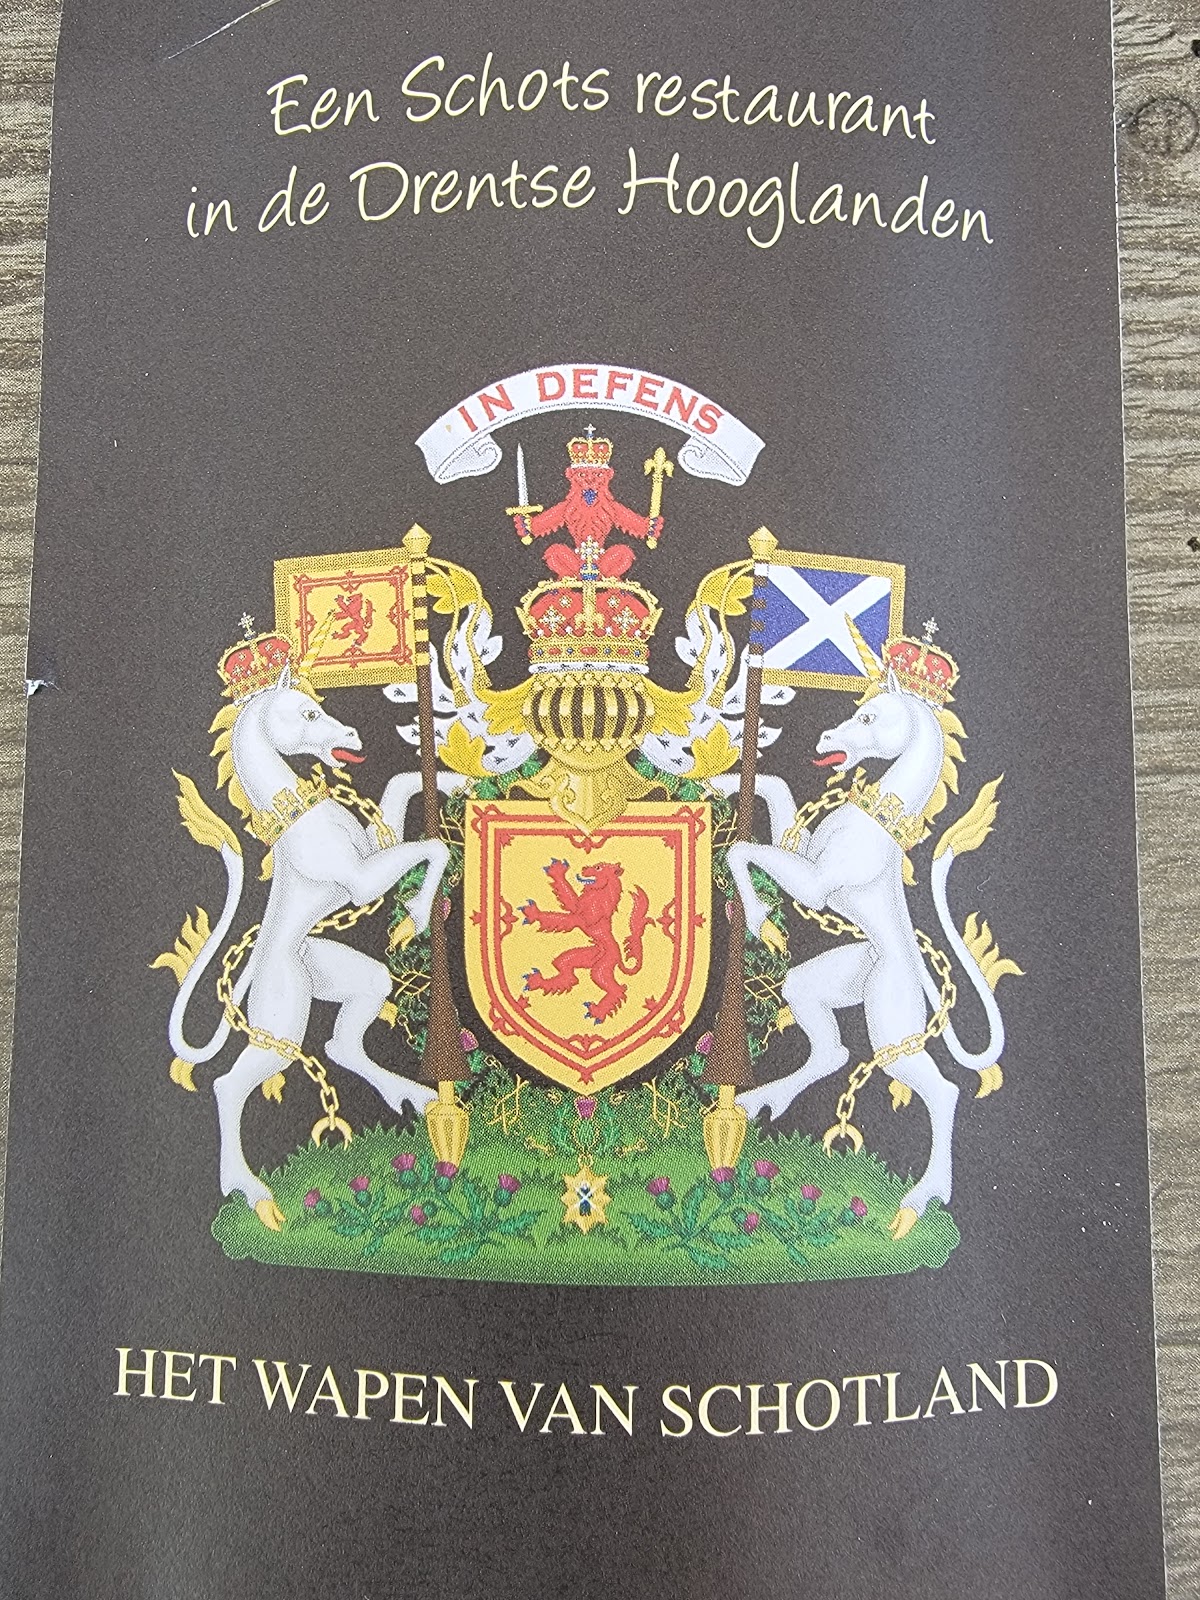 Een Schots restaurant
in de Drentse Hooglanden
IN DEFENS
HET WAPEN VAN SCHOTLAND